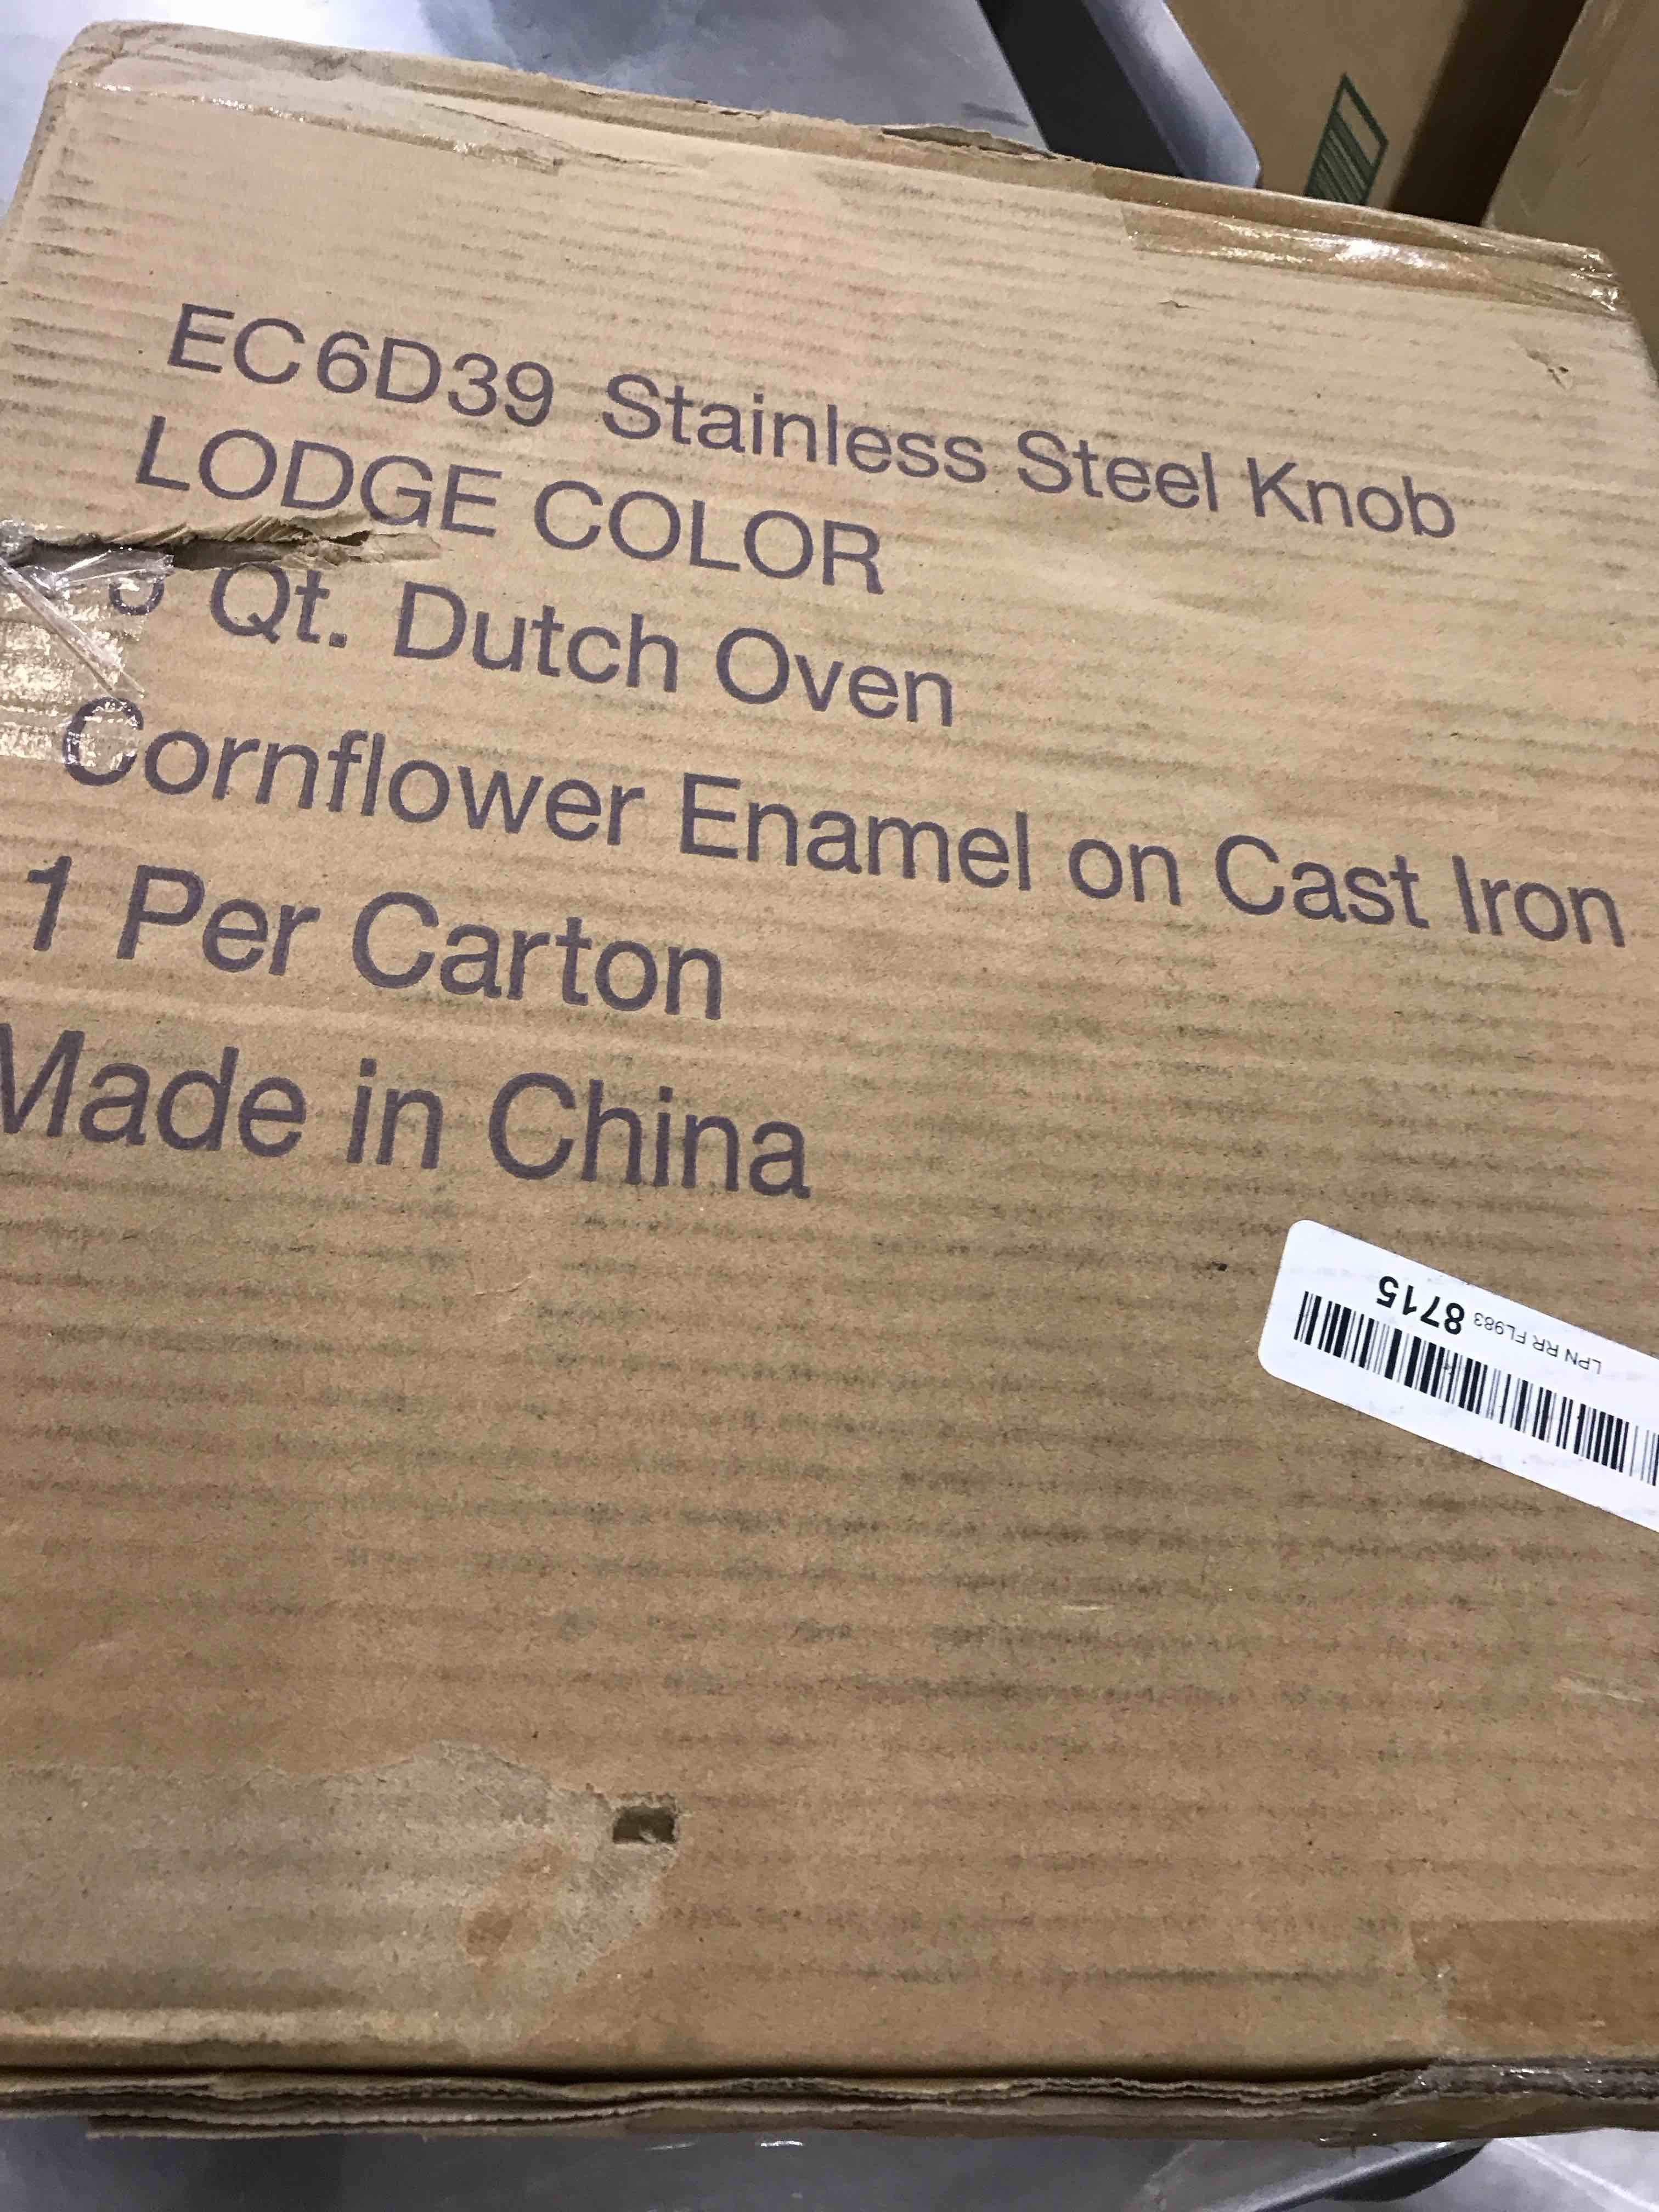 EC6D39 Stainless Steel Knob
LODGE COLOR
Qt. Dutch Oven
Cornflower Enamel on Cast Iron
1 Per Carton
Made in China
LPN RR FL983 8715